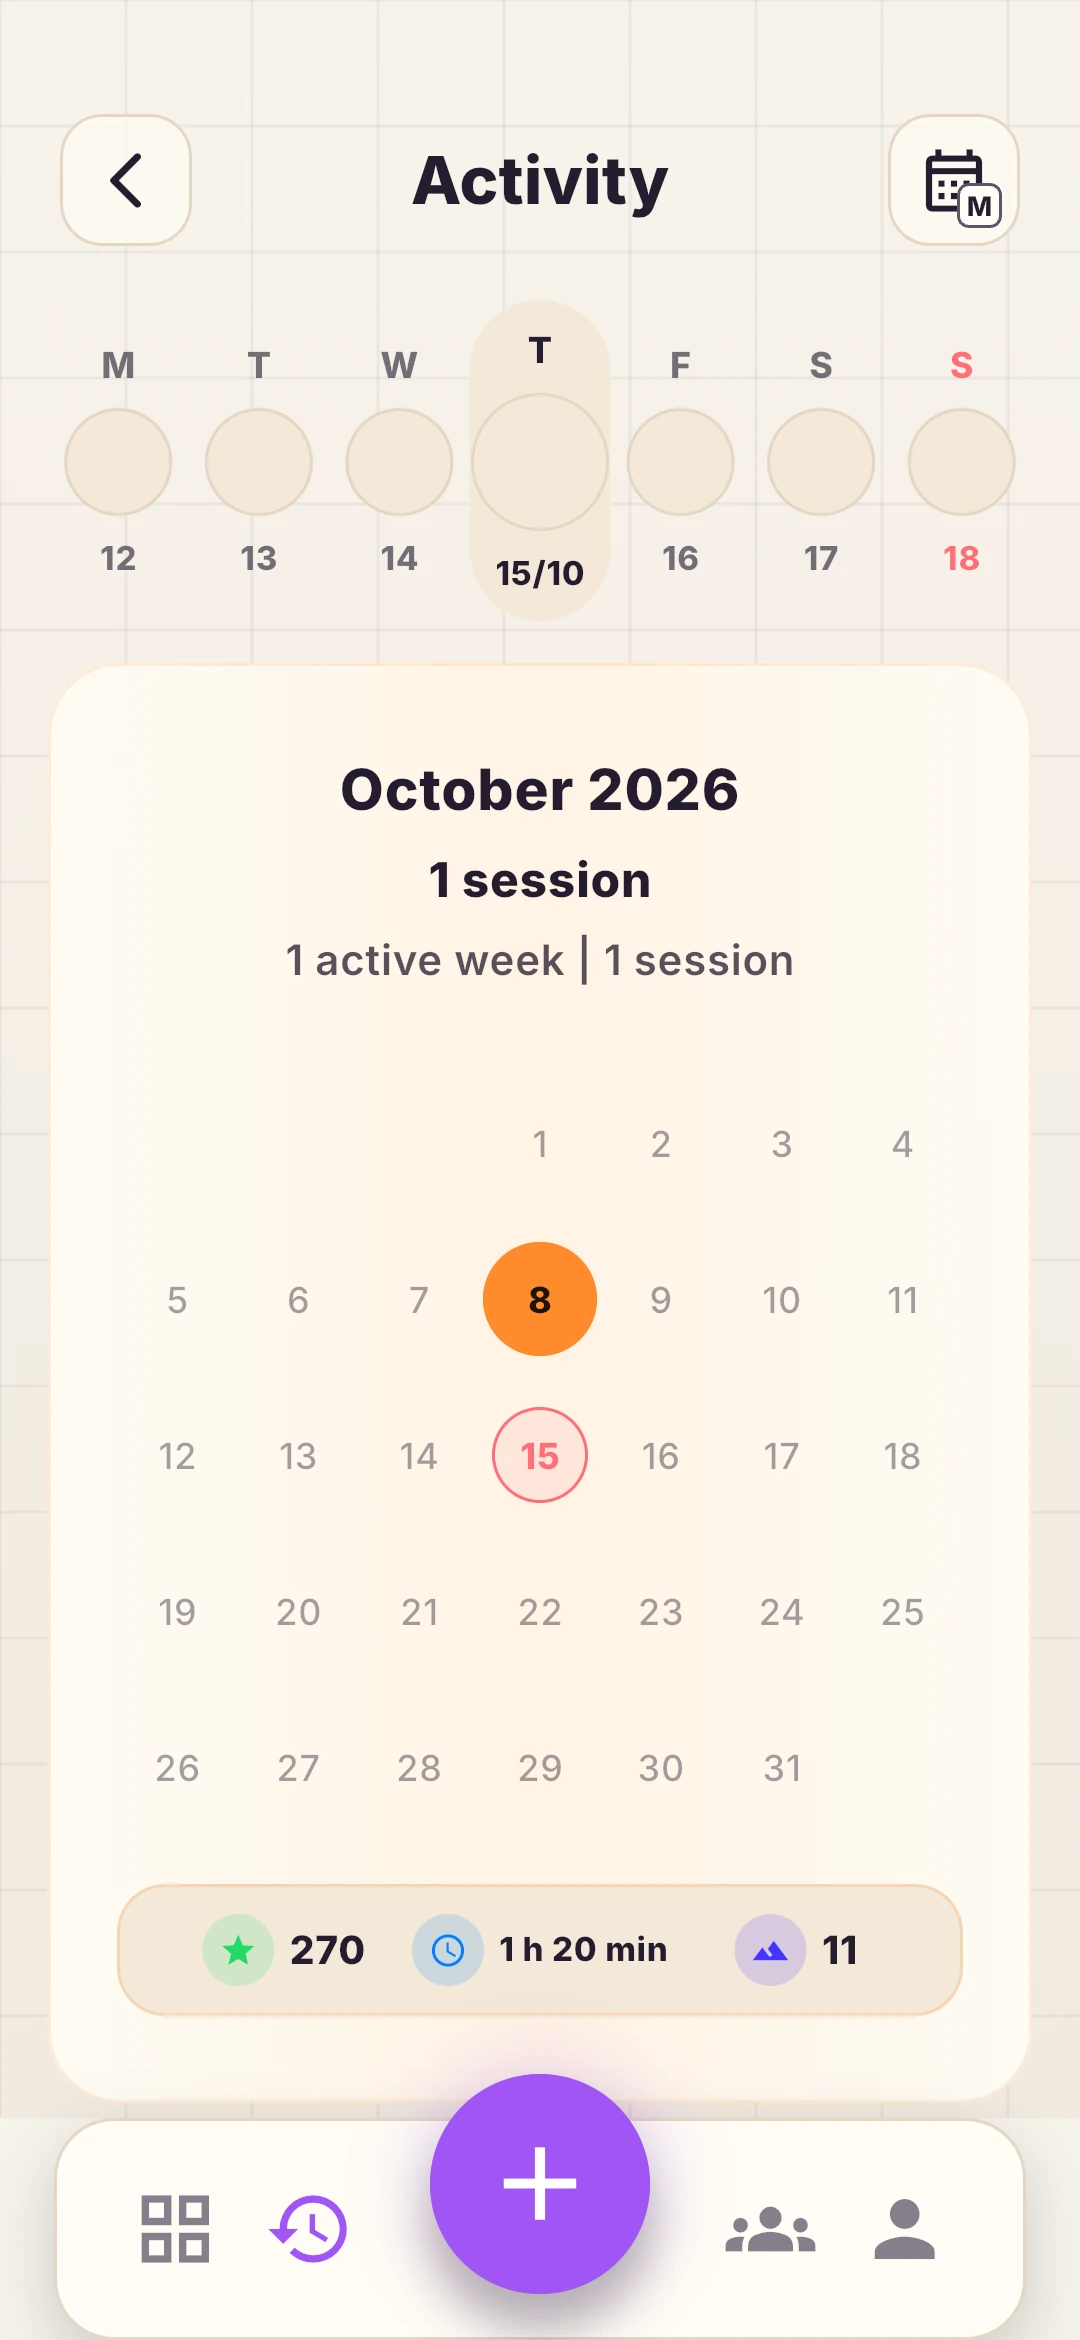 Activity
M
M T W T F S S
12 13 14 15/10 16 17 18
October 2026
1 session
1 active week | 1 session
1 2 3 4
5 6 7 8 9 10 11
12 13 14 15 16 17 18
19 20 21 22 23 24 25
26 27 28 29 30 31
270 1 h 20 min 11